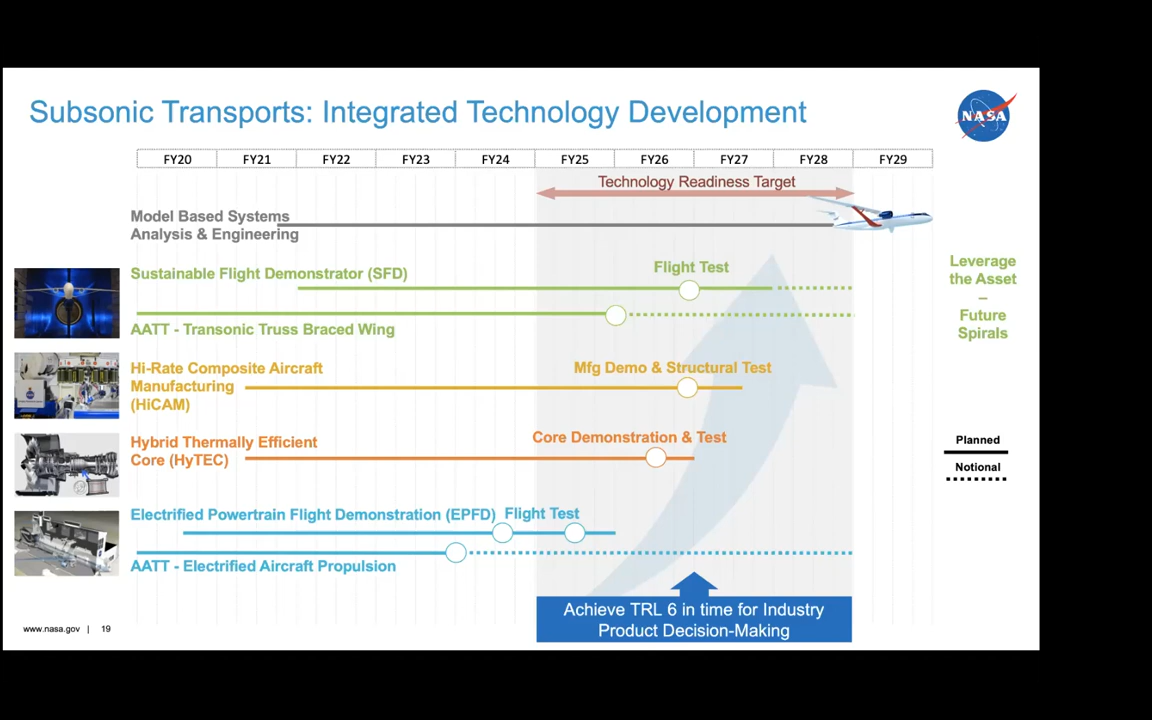 Subsonic Transports: Integrated Technology Development
NASA
FY20 FY21 FY22 FY23 FY24 FY25 FY26 FY27 FY28 FY29
Technology Readiness Target
Model Based Systems
Analysis & Engineering
Sustainable Flight Demonstrator (SFD)
Flight Test
AATT - Transonic Truss Braced Wing
Leverage
the Asset
–
Future
Spirals
Hi-Rate Composite Aircraft
Manufacturing
(HiCAM)
Mfg Demo & Structural Test
Hybrid Thermally Efficient
Core (HyTEC)
Core Demonstration & Test
Planned
Notional
Electrified Powertrain Flight Demonstration (EPFD)
Flight Test
AATT - Electrified Aircraft Propulsion
Achieve TRL 6 in time for Industry
Product Decision-Making
www.nasa.gov | 19